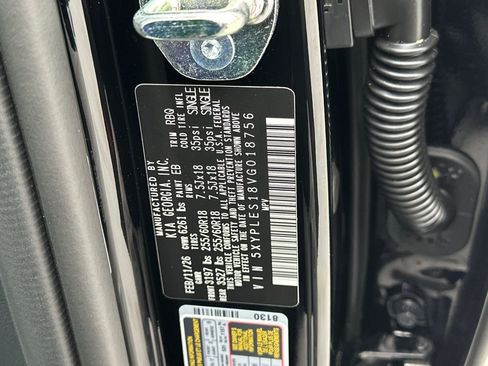 MANUFACTURED BY
KIA GEORGIA, INC.
TRIM RBQ
FEB/11/26 GVWR 6261 lbs PAINT EB COLD TIRE INFL
GAWR TIRES RIMS
FRONT 3197 lbs 255/60R18 7.5Jx18 35psi SINGLE
REAR 3527 lbs 255/60R18 7.5Jx18 35psi SINGLE
THIS VEHICLE CONFORMS TO ALL APPLICABLE U.S.A. FEDERAL
MOTOR VEHICLE SAFETY AND THEFT PREVENTION STANDARDS
IN EFFECT ON THE DATE OF MANUFACTURE SHOWN ABOVE.
VIN 5XYPLES18VG018756
MPV
8130